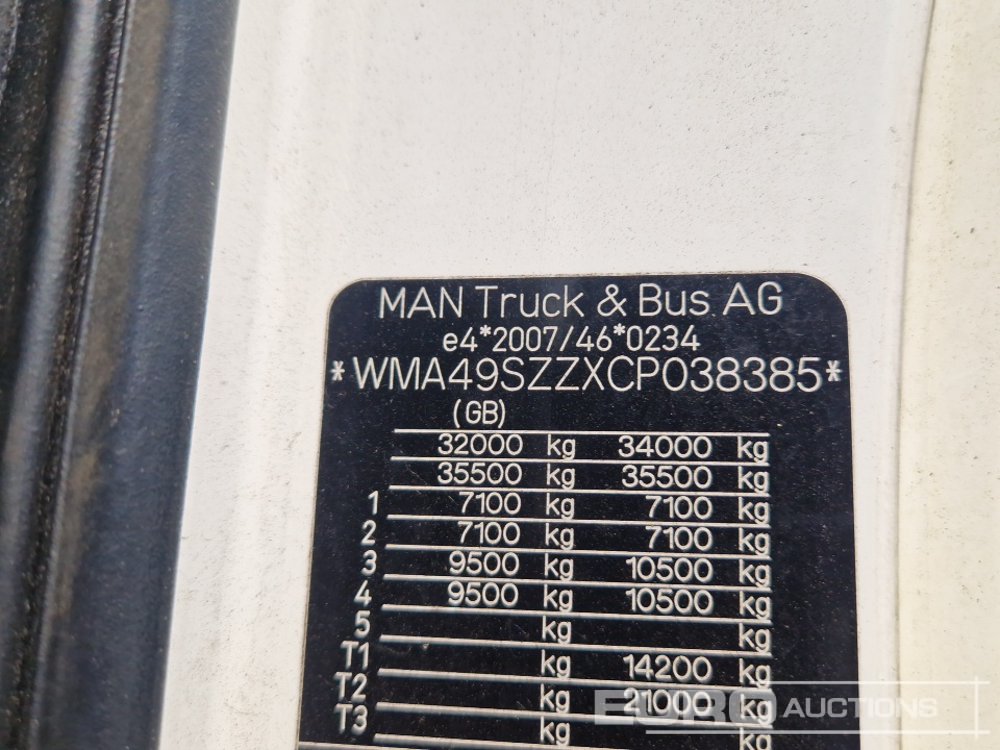 MAN Truck & Bus AG
e4*2007/46*0234
*WMA49SZZXCP038385*
(GB)
32000 kg 34000 kg
35500 kg 35500 kg
1 7100 kg 7100 kg
2 7100 kg 7100 kg
3 9500 kg 10500 kg
4 9500 kg 10500 kg
5 kg kg
T1 kg 14200 kg
T2 kg 21000 kg
T3 kg kg
EURO AUCTIONS